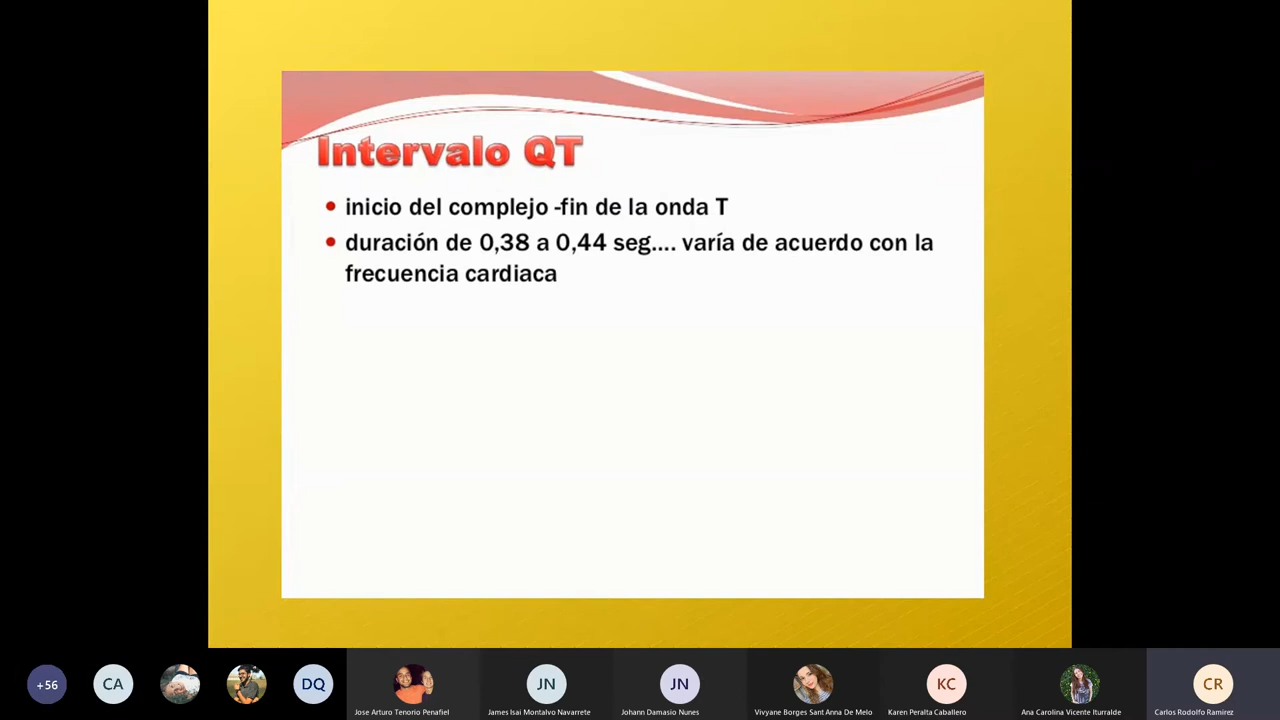 Intervalo QT
inicio del complejo -fin de la onda T
duración de 0,38 a 0,44 seg.... varía de acuerdo con la
frecuencia cardiaca
+56
CA
DQ
JN
JN
KC
CR
Jose Arturo Tenorio Penafiel
James Isai Montalvo Navarrete
Johann Damasio Nunes
Vivyane Borges Sant Anna De Melo
Karen Peralta Caballero
Ana Carolina Vicente Iturralde
Carlos Rodolfo Ramirez